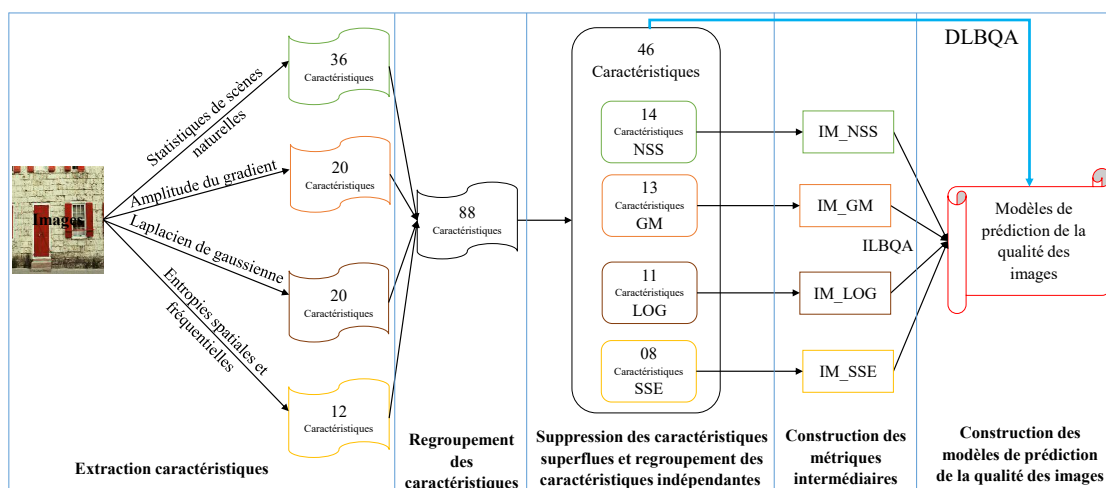 Images
Statistiques de scènes
naturelles
Amplitude du gradient
Laplacien de gaussienne
Entropies spatiales et
fréquentielles
36
Caractéristiques
20
Caractéristiques
20
Caractéristiques
12
Caractéristiques
Extraction caractéristiques
88
Caractéristiques
Regroupement
des
caractéristiques
46
Caractéristiques
14
Caractéristiques
NSS
13
Caractéristiques
GM
11
Caractéristiques
LOG
08
Caractéristiques
SSE
Suppression des caractéristiques
superflues et regroupement des
caractéristiques indépendantes
IM_NSS
IM_GM
IM_LOG
IM_SSE
ILBQA
Construction des
métriques
intermédiaires
DLBQA
Modèles de
prédiction de la
qualité des
images
Construction des
modèles de prédiction
de la qualité des images